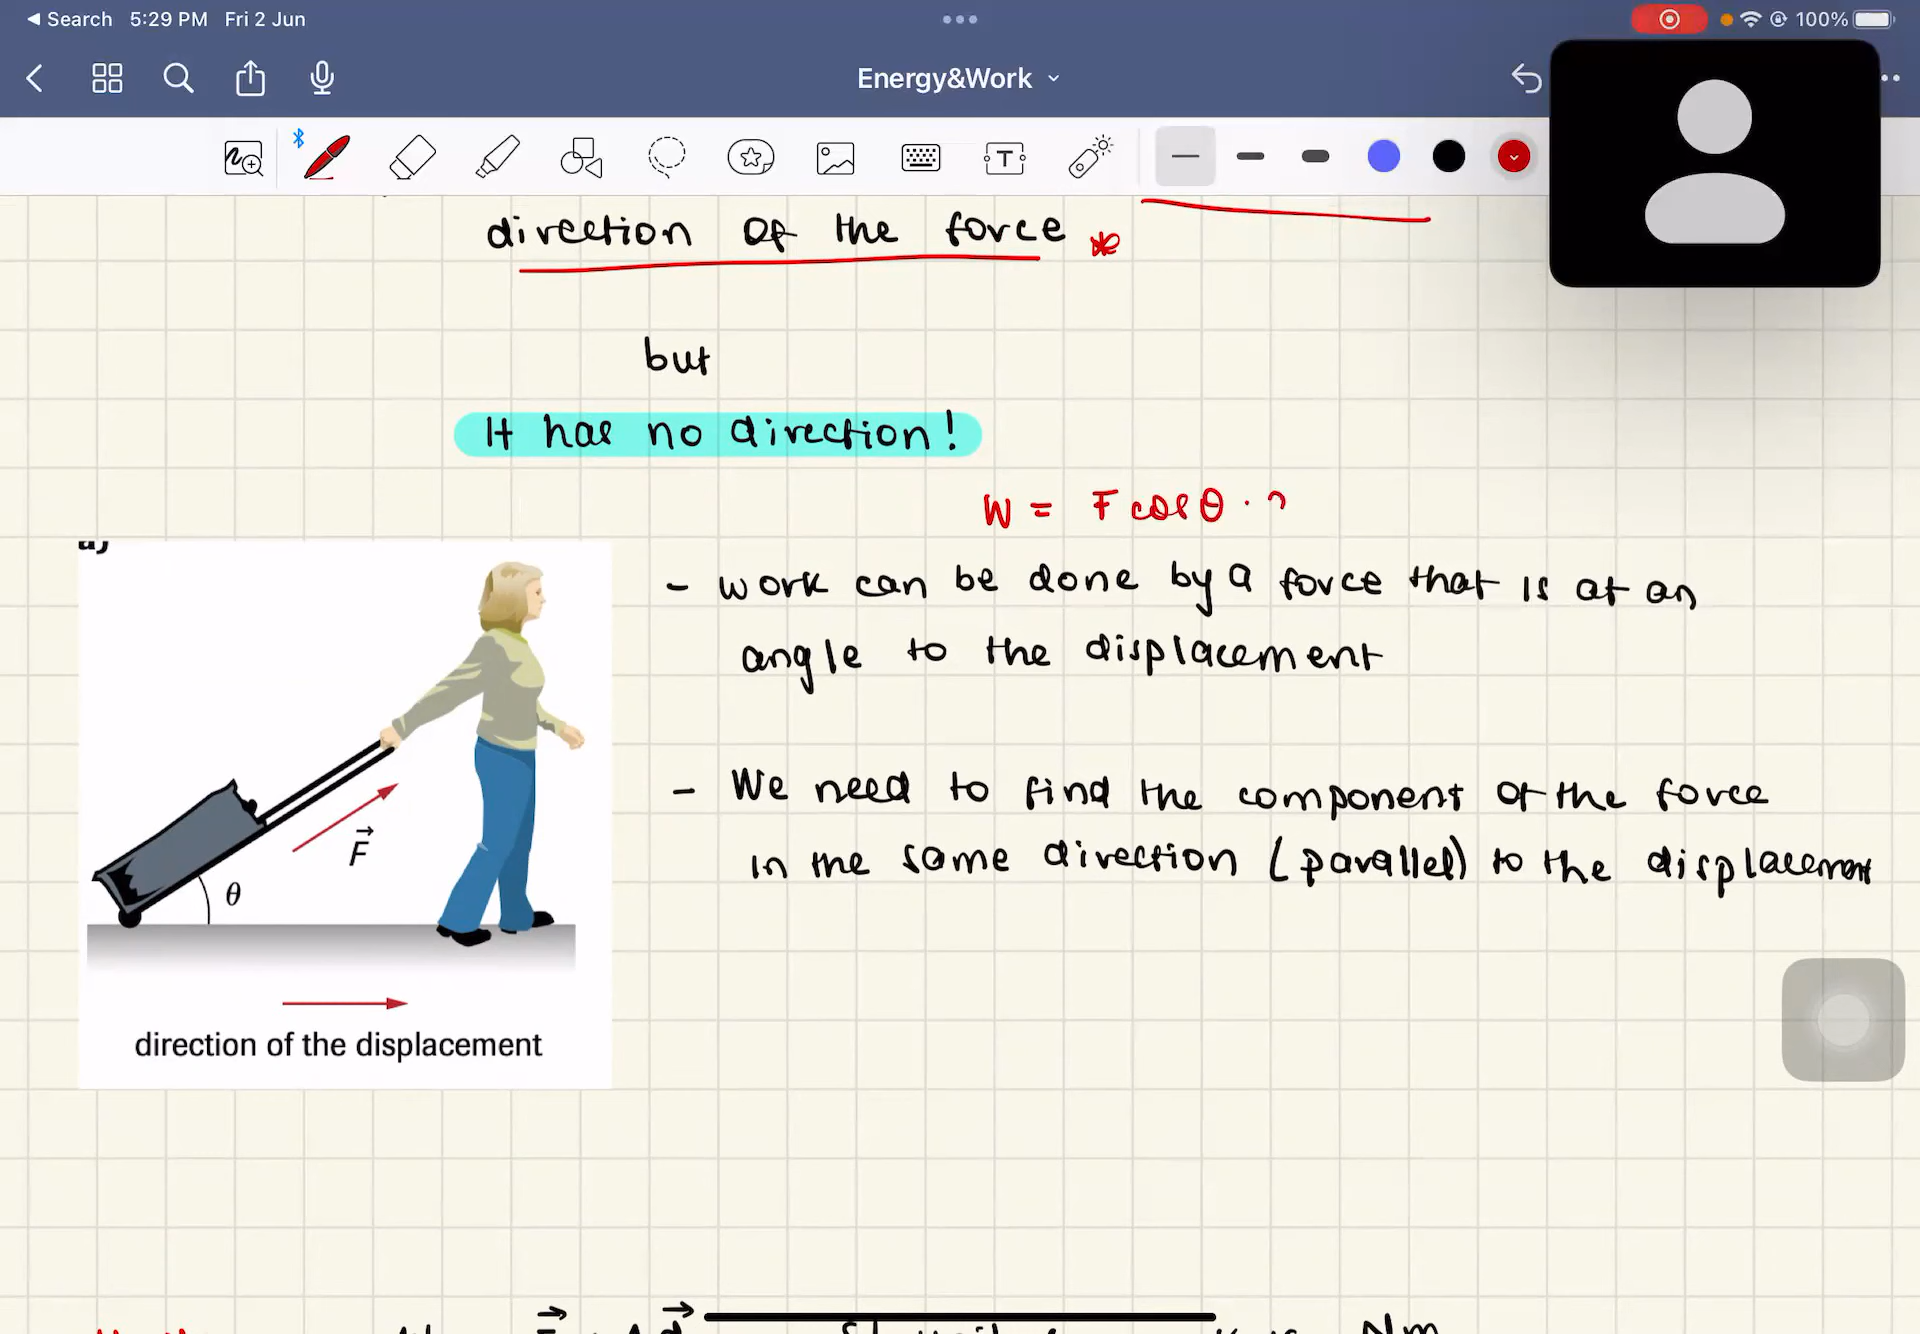 Search 5:29 PM Fri 2 Jun
100%
Energy&Work
T
direction of the force *
but
It has no direction!
W = F cosθ ·
a)
- work can be done by a force that is at an
angle to the displacement
- We need to find the component of the force
in the same direction (parallel) to the displacement
F
θ
direction of the displacement
Nm